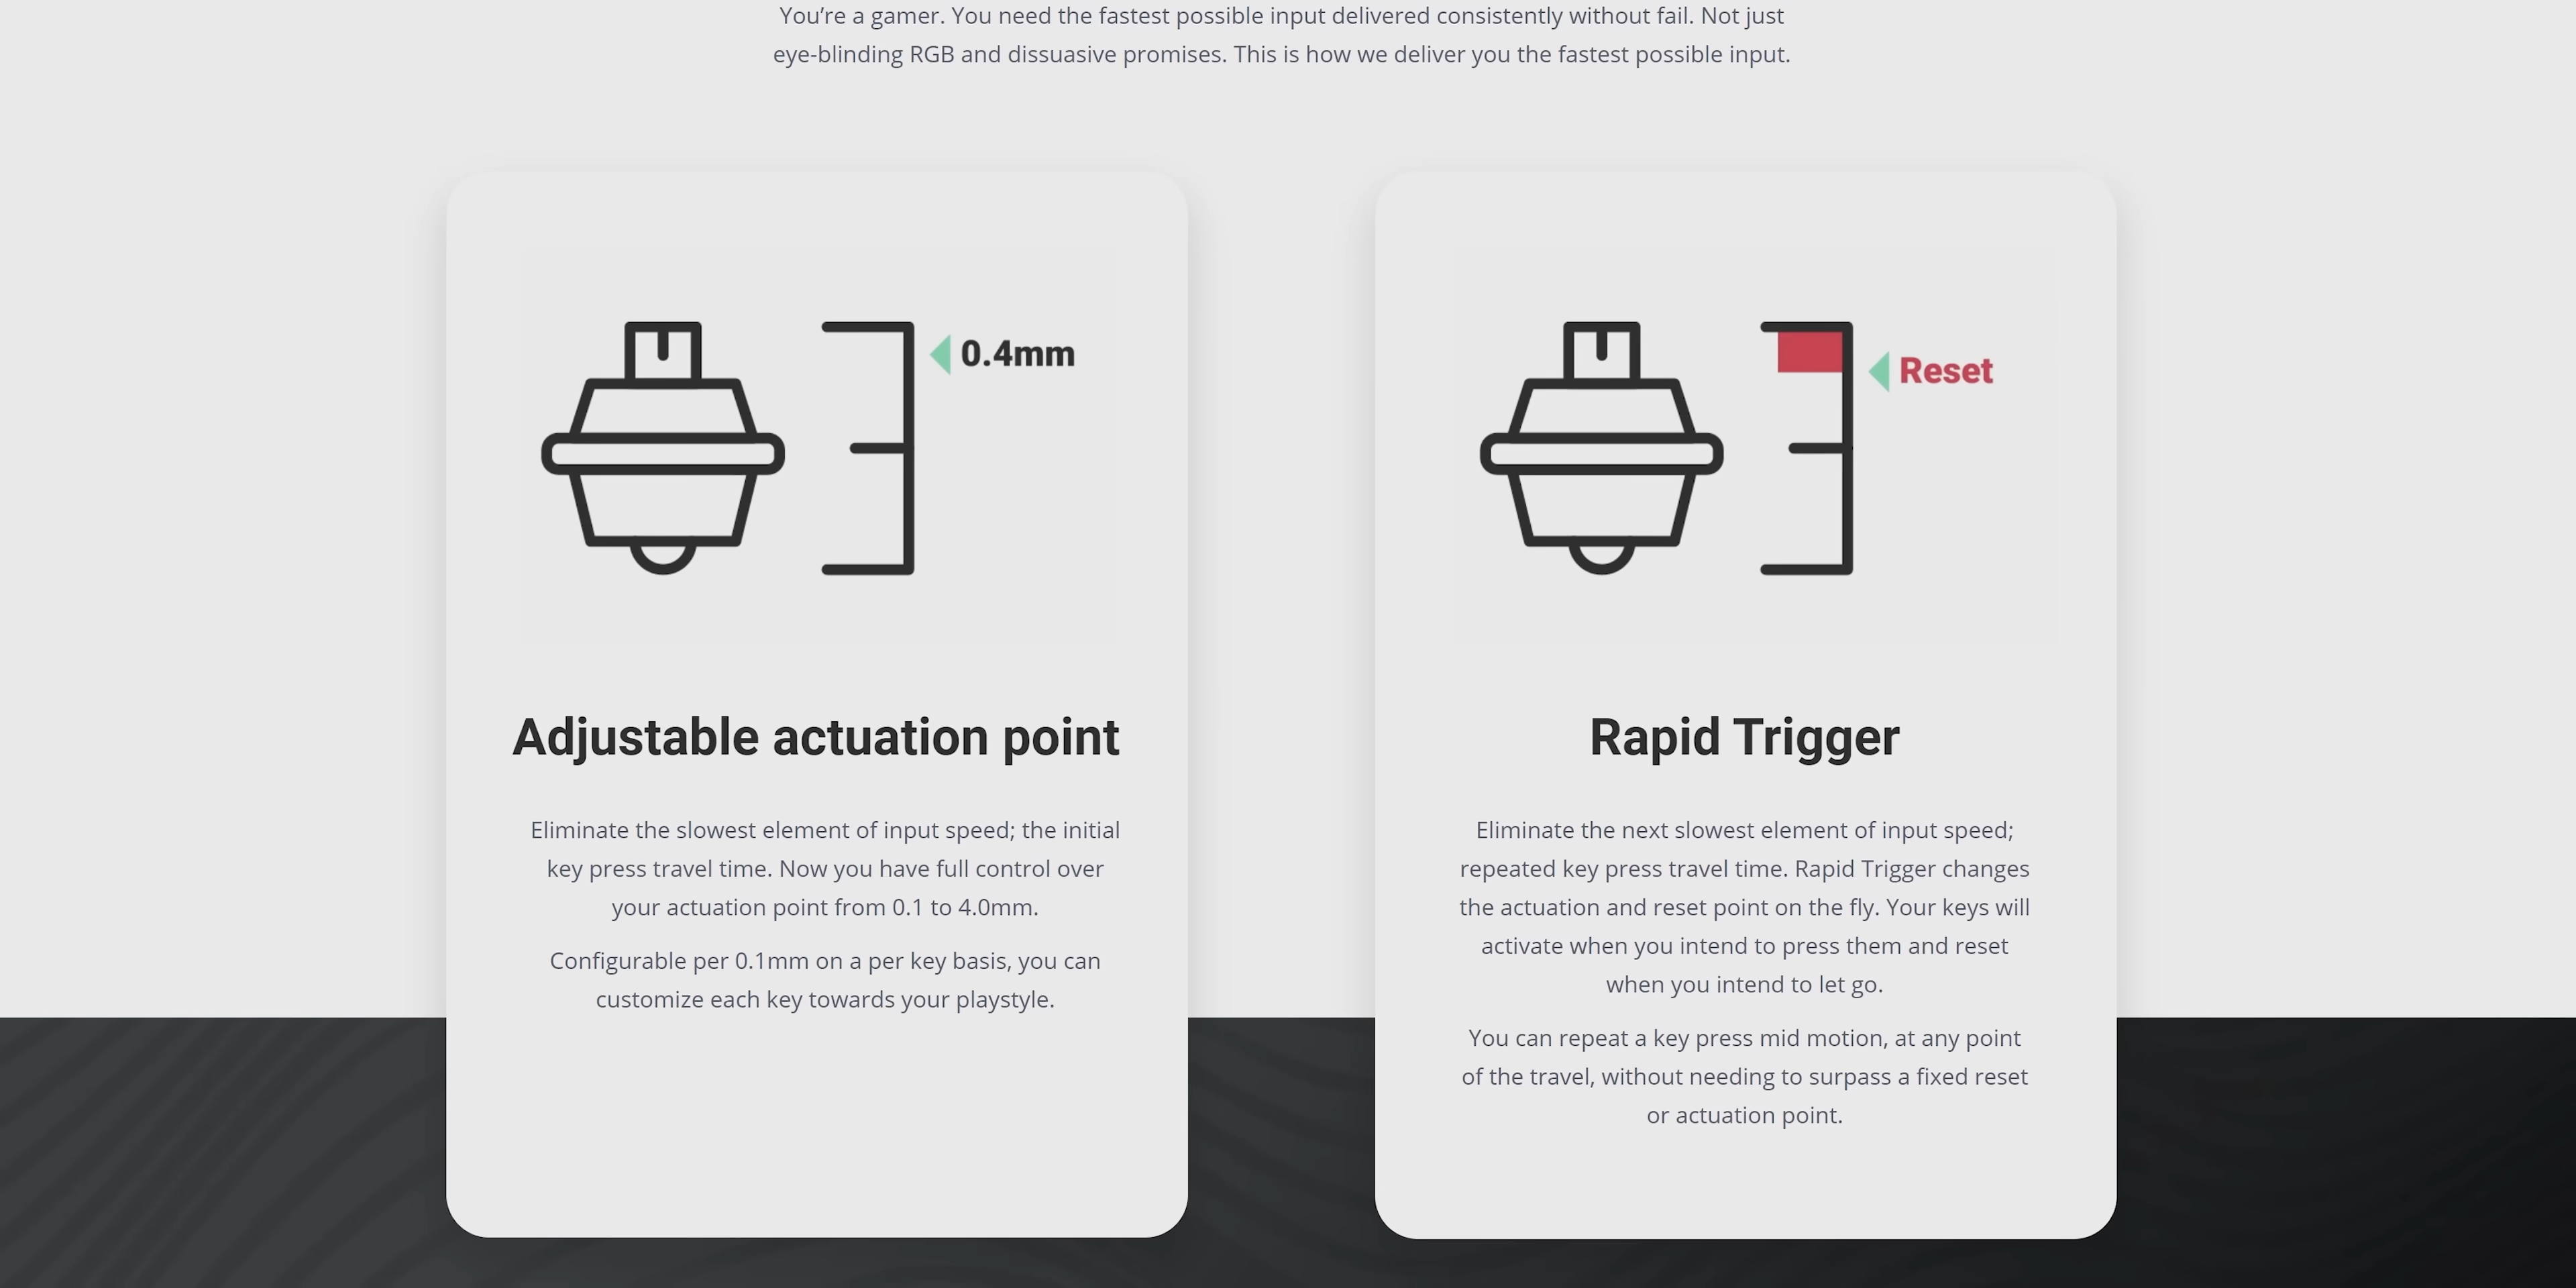 You’re a gamer. You need the fastest possible input delivered consistently without fail. Not just
eye-blinding RGB and dissuasive promises. This is how we deliver you the fastest possible input.
0.4mm
Adjustable actuation point
Eliminate the slowest element of input speed; the initial
key press travel time. Now you have full control over
your actuation point from 0.1 to 4.0mm.
Configurable per 0.1mm on a per key basis, you can
customize each key towards your playstyle.
Reset
Rapid Trigger
Eliminate the next slowest element of input speed;
repeated key press travel time. Rapid Trigger changes
the actuation and reset point on the fly. Your keys will
activate when you intend to press them and reset
when you intend to let go.
You can repeat a key press mid motion, at any point
of the travel, without needing to surpass a fixed reset
or actuation point.